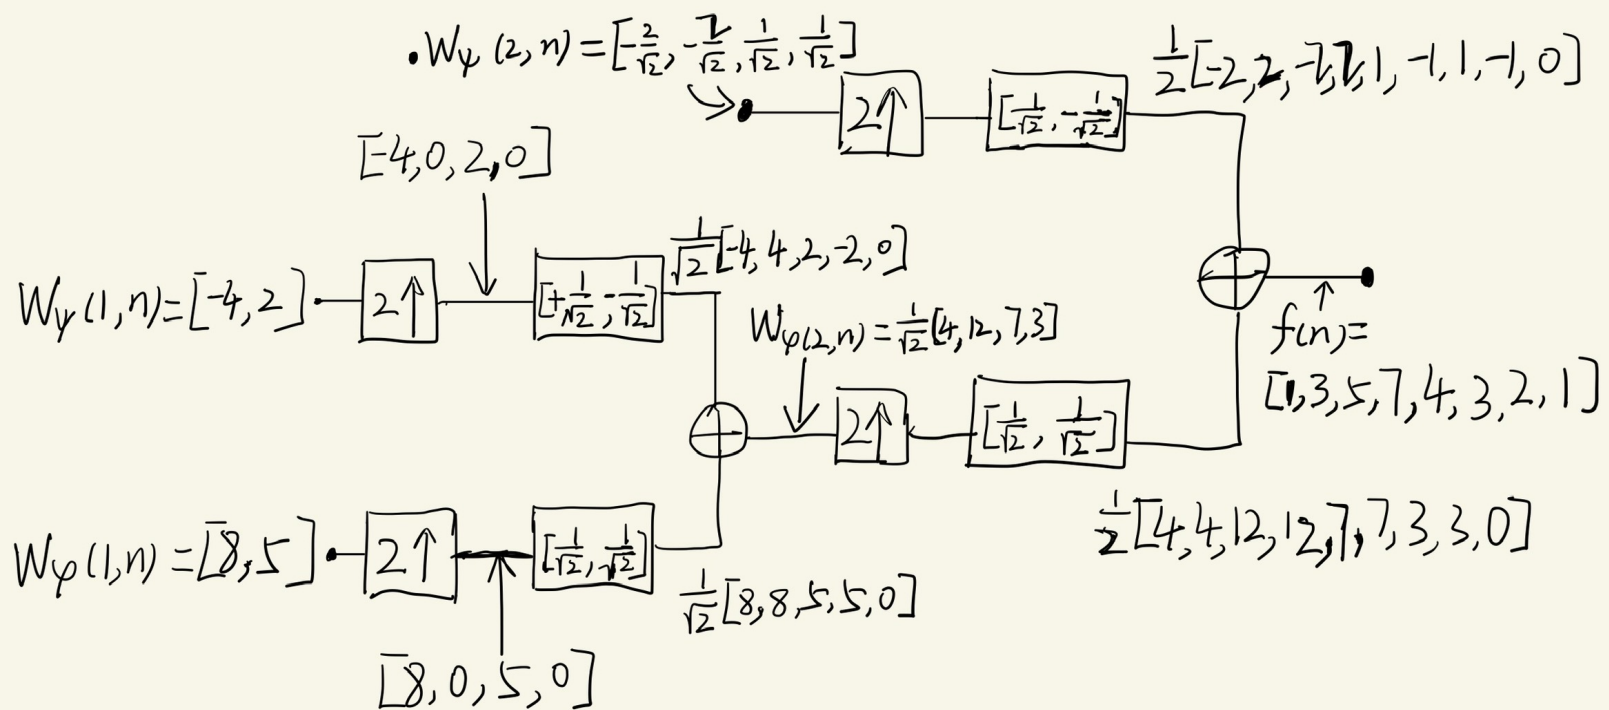 .Wψ(2,n)=[-2/√2, -2/√2, 1/√2, 1/√2]
1/2[-2,2,-2,2,1,-1,1,-1,0]
2↑
[1/√2, -1/√2]
[-4,0,2,0]
1/√2[-4,4,2,-2,0]
Wψ(1,n)=[-4,2]
2↑
[+1/√2, -1/√2]
Wφ(2,n)=1/√2[4,12,7,3]
f(n)=
[1,3,5,7,4,3,2,1]
2↑
[1/√2, 1/√2]
1/2[4,4,12,12,7,7,3,3,0]
Wφ(1,n)=[8,5]
2↑
1/√2[8,8,5,5,0]
[8,0,5,0]